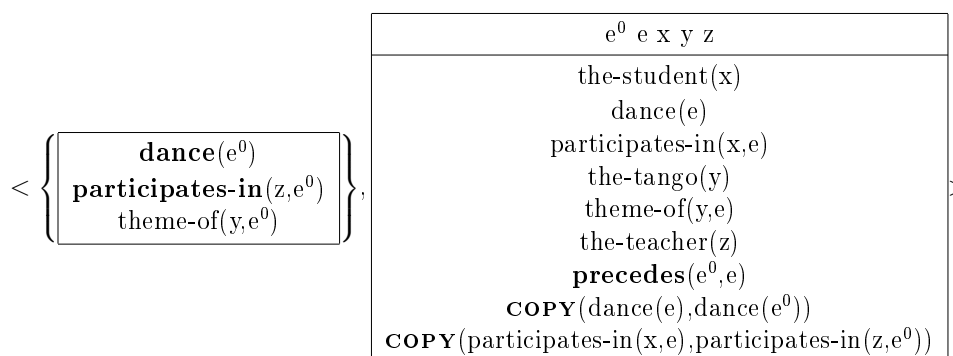 < { dance(e⁰)
participates-in(z,e⁰)
theme-of(y,e⁰) },
e⁰ e x y z
the-student(x)
dance(e)
participates-in(x,e)
the-tango(y)
theme-of(y,e)
the-teacher(z)
precedes(e⁰,e)
COPY(dance(e),dance(e⁰))
COPY(participates-in(x,e),participates-in(z,e⁰))
>